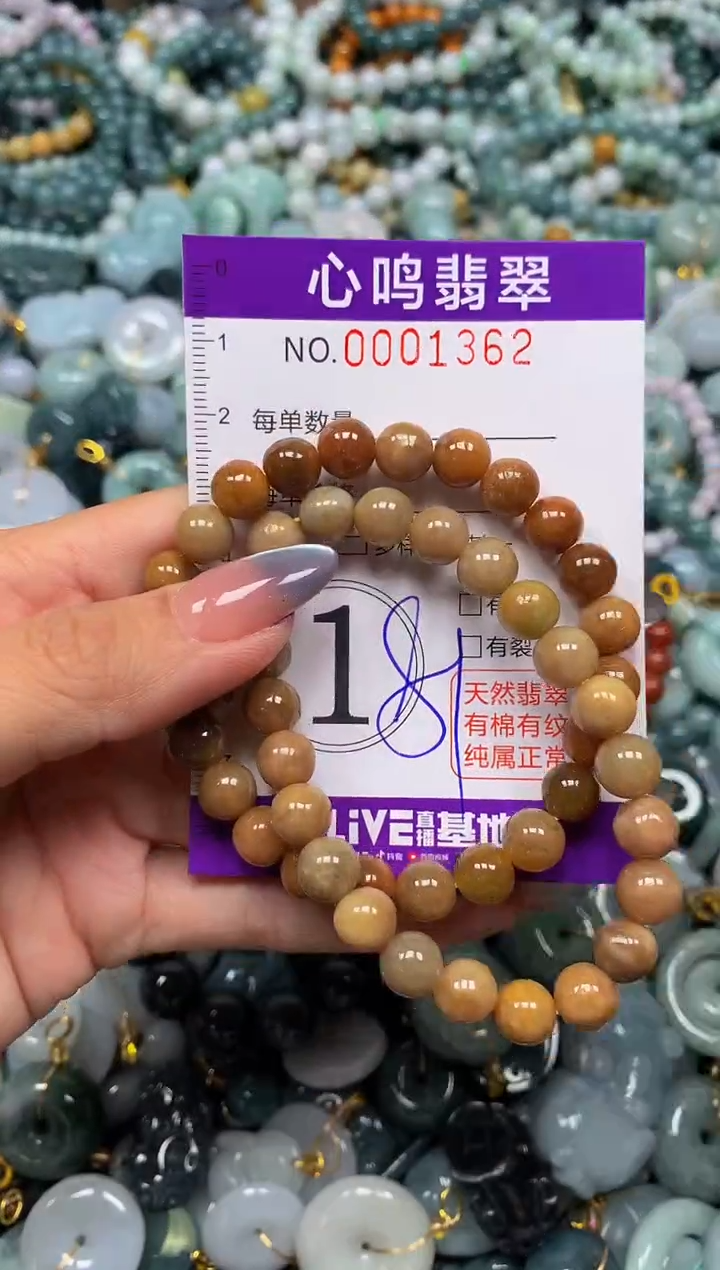 0
心鸣翡翠
1
NO.0001362
2
每单数量
1
81
□有
□有裂
天然翡翠
有棉有纹
纯属正常
LiVE直播基地